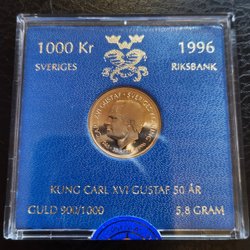 1000 Kr 1996
SVERIGES RIKSBANK
KUNG CARL XVI GUSTAF 50 ÅR
GULD 900/1000 5,8 GRAM